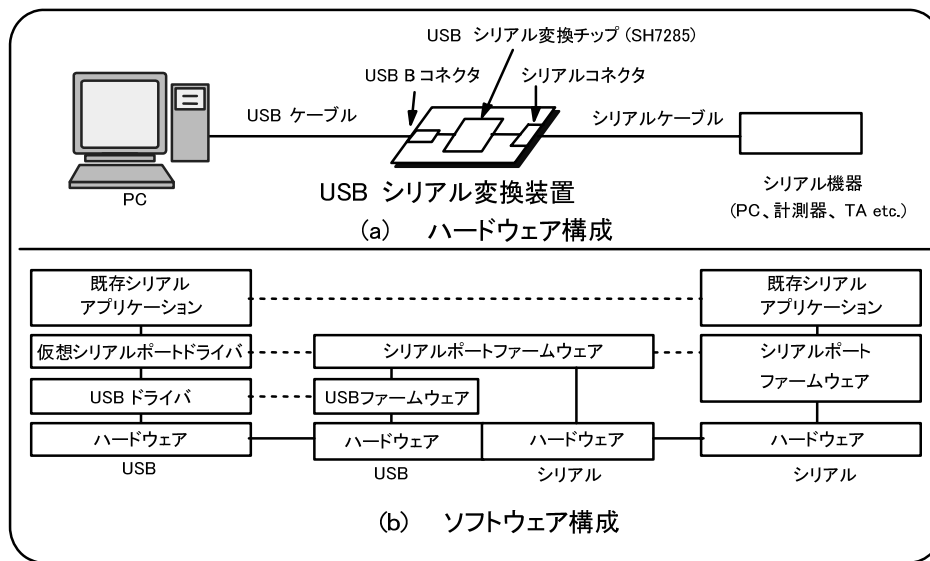 USB シリアル変換チップ (SH7285)
USB B コネクタ
シリアルコネクタ
USB ケーブル
シリアルケーブル
PC
USB シリアル変換装置
シリアル機器
(PC、計測器、TA etc.)
(a) ハードウェア構成
既存シリアル
アプリケーション
既存シリアル
アプリケーション
仮想シリアルポートドライバ
シリアルポートファームウェア
シリアルポート
ファームウェア
USB ドライバ
USBファームウェア
ハードウェア
ハードウェア
ハードウェア
ハードウェア
USB
USB
シリアル
シリアル
(b) ソフトウェア構成